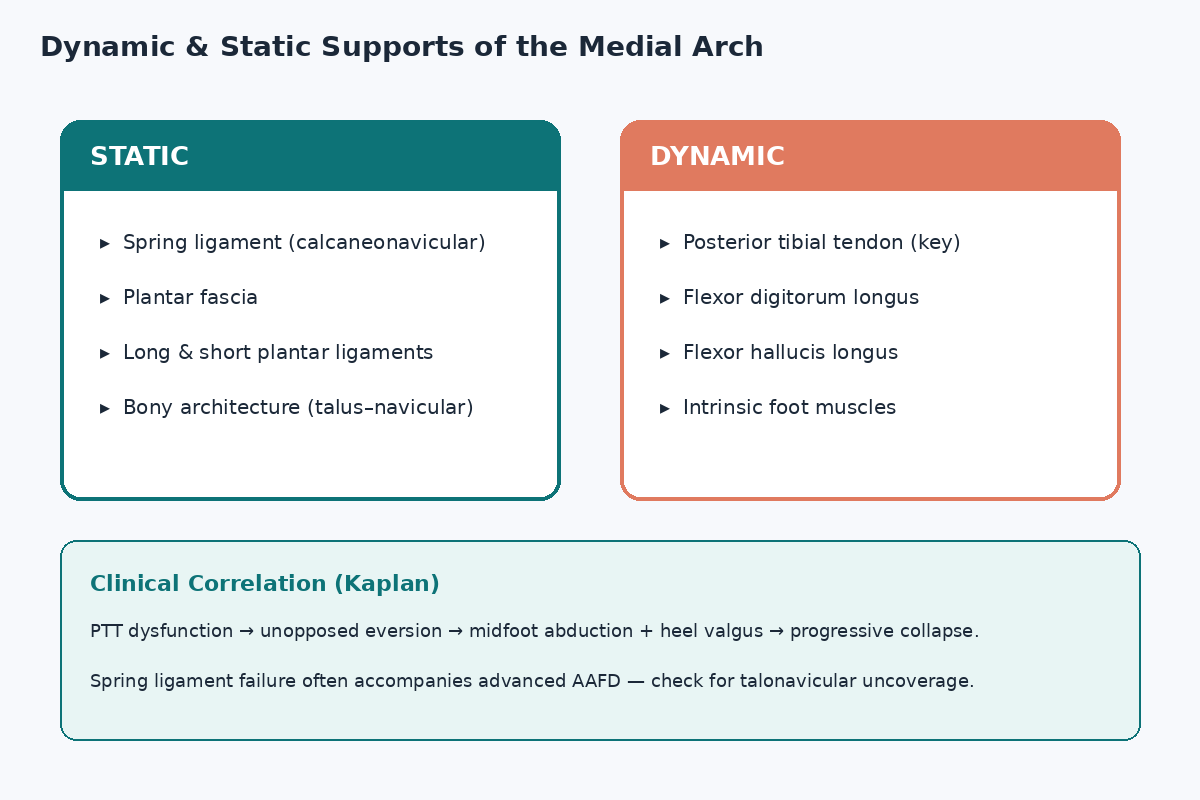 Dynamic & Static Supports of the Medial Arch
STATIC
▸ Spring ligament (calcaneonavicular)
▸ Plantar fascia
▸ Long & short plantar ligaments
▸ Bony architecture (talus–navicular)
DYNAMIC
▸ Posterior tibial tendon (key)
▸ Flexor digitorum longus
▸ Flexor hallucis longus
▸ Intrinsic foot muscles
Clinical Correlation (Kaplan)
PTT dysfunction → unopposed eversion → midfoot abduction + heel valgus → progressive collapse.
Spring ligament failure often accompanies advanced AAFD — check for talonavicular uncoverage.